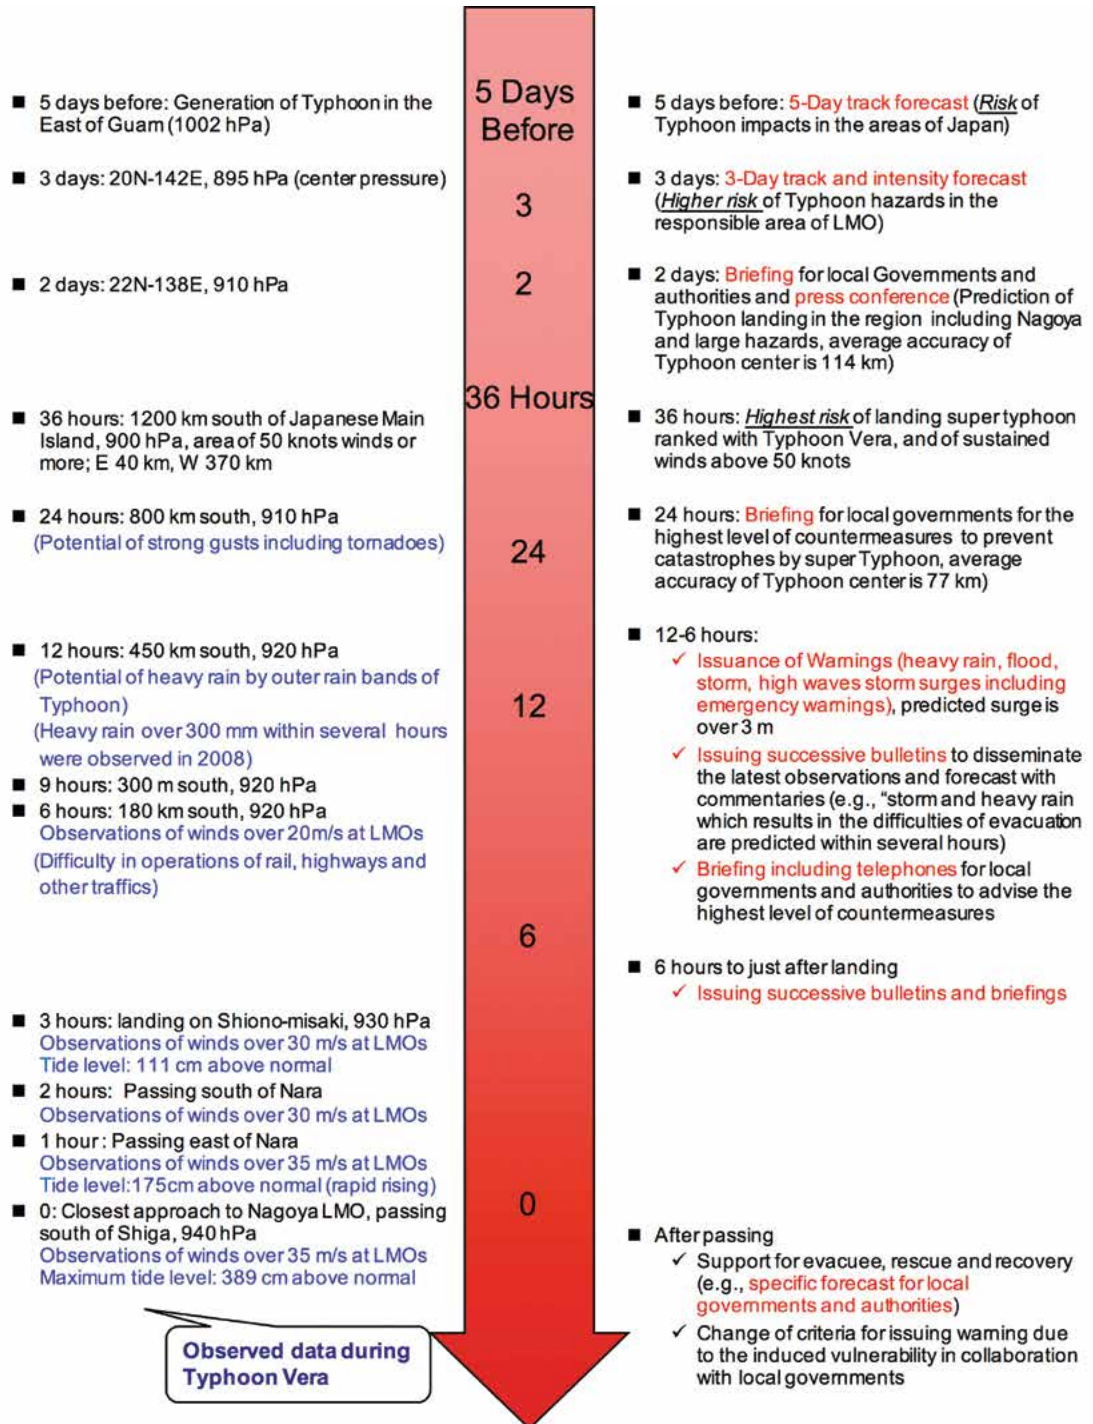 ■ 5 days before: Generation of Typhoon in the
East of Guam (1002 hPa)
■ 3 days: 20N-142E, 895 hPa (center pressure)
■ 2 days: 22N-138E, 910 hPa
■ 36 hours: 1200 km south of Japanese Main
Island, 900 hPa, area of 50 knots winds or
more; E 40 km, W 370 km
■ 24 hours: 800 km south, 910 hPa
(Potential of strong gusts including tornadoes)
■ 12 hours: 450 km south, 920 hPa
(Potential of heavy rain by outer rain bands of
Typhoon)
(Heavy rain over 300 mm within several hours
were observed in 2008)
■ 9 hours: 300 m south, 920 hPa
■ 6 hours: 180 km south, 920 hPa
Observations of winds over 20m/s at LMOs
(Difficulty in operations of rail, highways and
other traffics)
■ 3 hours: landing on Shiono-misaki, 930 hPa
Observations of winds over 30 m/s at LMOs
Tide level: 111 cm above normal
■ 2 hours: Passing south of Nara
Observations of winds over 30 m/s at LMOs
■ 1 hour : Passing east of Nara
Observations of winds over 35 m/s at LMOs
Tide level:175cm above normal (rapid rising)
■ 0: Closest approach to Nagoya LMO, passing
south of Shiga, 940 hPa
Observations of winds over 35 m/s at LMOs
Maximum tide level: 389 cm above normal
Observed data during
Typhoon Vera
5 Days
Before
3
2
36 Hours
24
12
6
0
■ 5 days before: 5-Day track forecast (Risk of
Typhoon impacts in the areas of Japan)
■ 3 days: 3-Day track and intensity forecast
(Higher risk of Typhoon hazards in the
responsible area of LMO)
■ 2 days: Briefing for local Governments and
authorities and press conference (Prediction of
Typhoon landing in the region including Nagoya
and large hazards, average accuracy of
Typhoon center is 114 km)
■ 36 hours: Highest risk of landing super typhoon
ranked with Typhoon Vera, and of sustained
winds above 50 knots
■ 24 hours: Briefing for local governments for the
highest level of countermeasures to prevent
catastrophes by super Typhoon, average
accuracy of Typhoon center is 77 km)
■ 12-6 hours:
✓ Issuance of Warnings (heavy rain, flood,
storm, high waves storm surges including
emergency warnings), predicted surge is
over 3 m
✓ Issuing successive bulletins to disseminate
the latest observations and forecast with
commentaries (e.g., “storm and heavy rain
which results in the difficulties of evacuation
are predicted within several hours)
✓ Briefing including telephones for local
governments and authorities to advise the
highest level of countermeasures
■ 6 hours to just after landing
✓ Issuing successive bulletins and briefings
■ After passing
✓ Support for evacuee, rescue and recovery
(e.g., specific forecast for local
governments and authorities)
✓ Change of criteria for issuing warning due
to the induced vulnerability in collaboration
with local governments